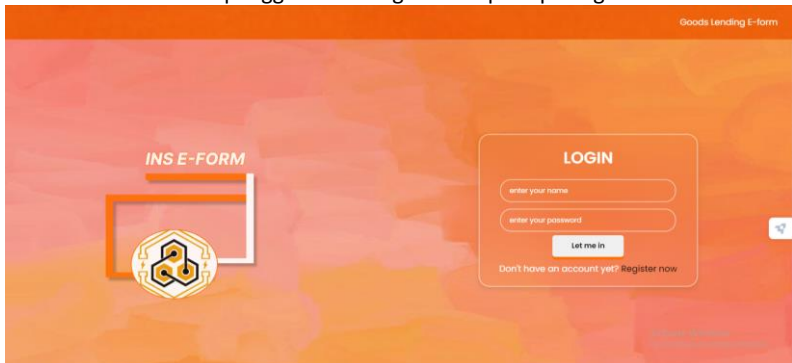 Goods Lending E-form
INS E-FORM
LOGIN
enter your name
enter your password
Let me in
Don't have an account yet? Register now